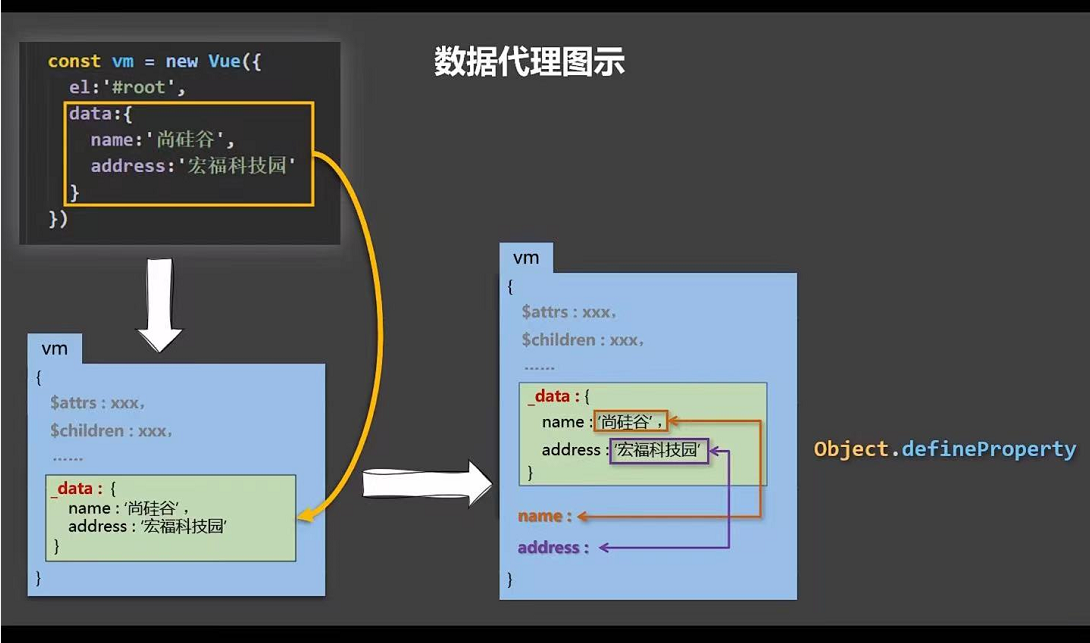 数据代理图示
const vm = new Vue({
el:'#root',
data:{
name:'尚硅谷',
address:'宏福科技园'
}
})
vm
{
$attrs : xxx,
$children : xxx,
......
_data : {
name : ‘尚硅谷’ ,
address : ‘宏福科技园’
}
}
vm
{
$attrs : xxx,
$children : xxx,
......
_data : {
name : ‘尚硅谷’ ,
address : ‘宏福科技园’
}
name :
address :
}
Object.defineProperty